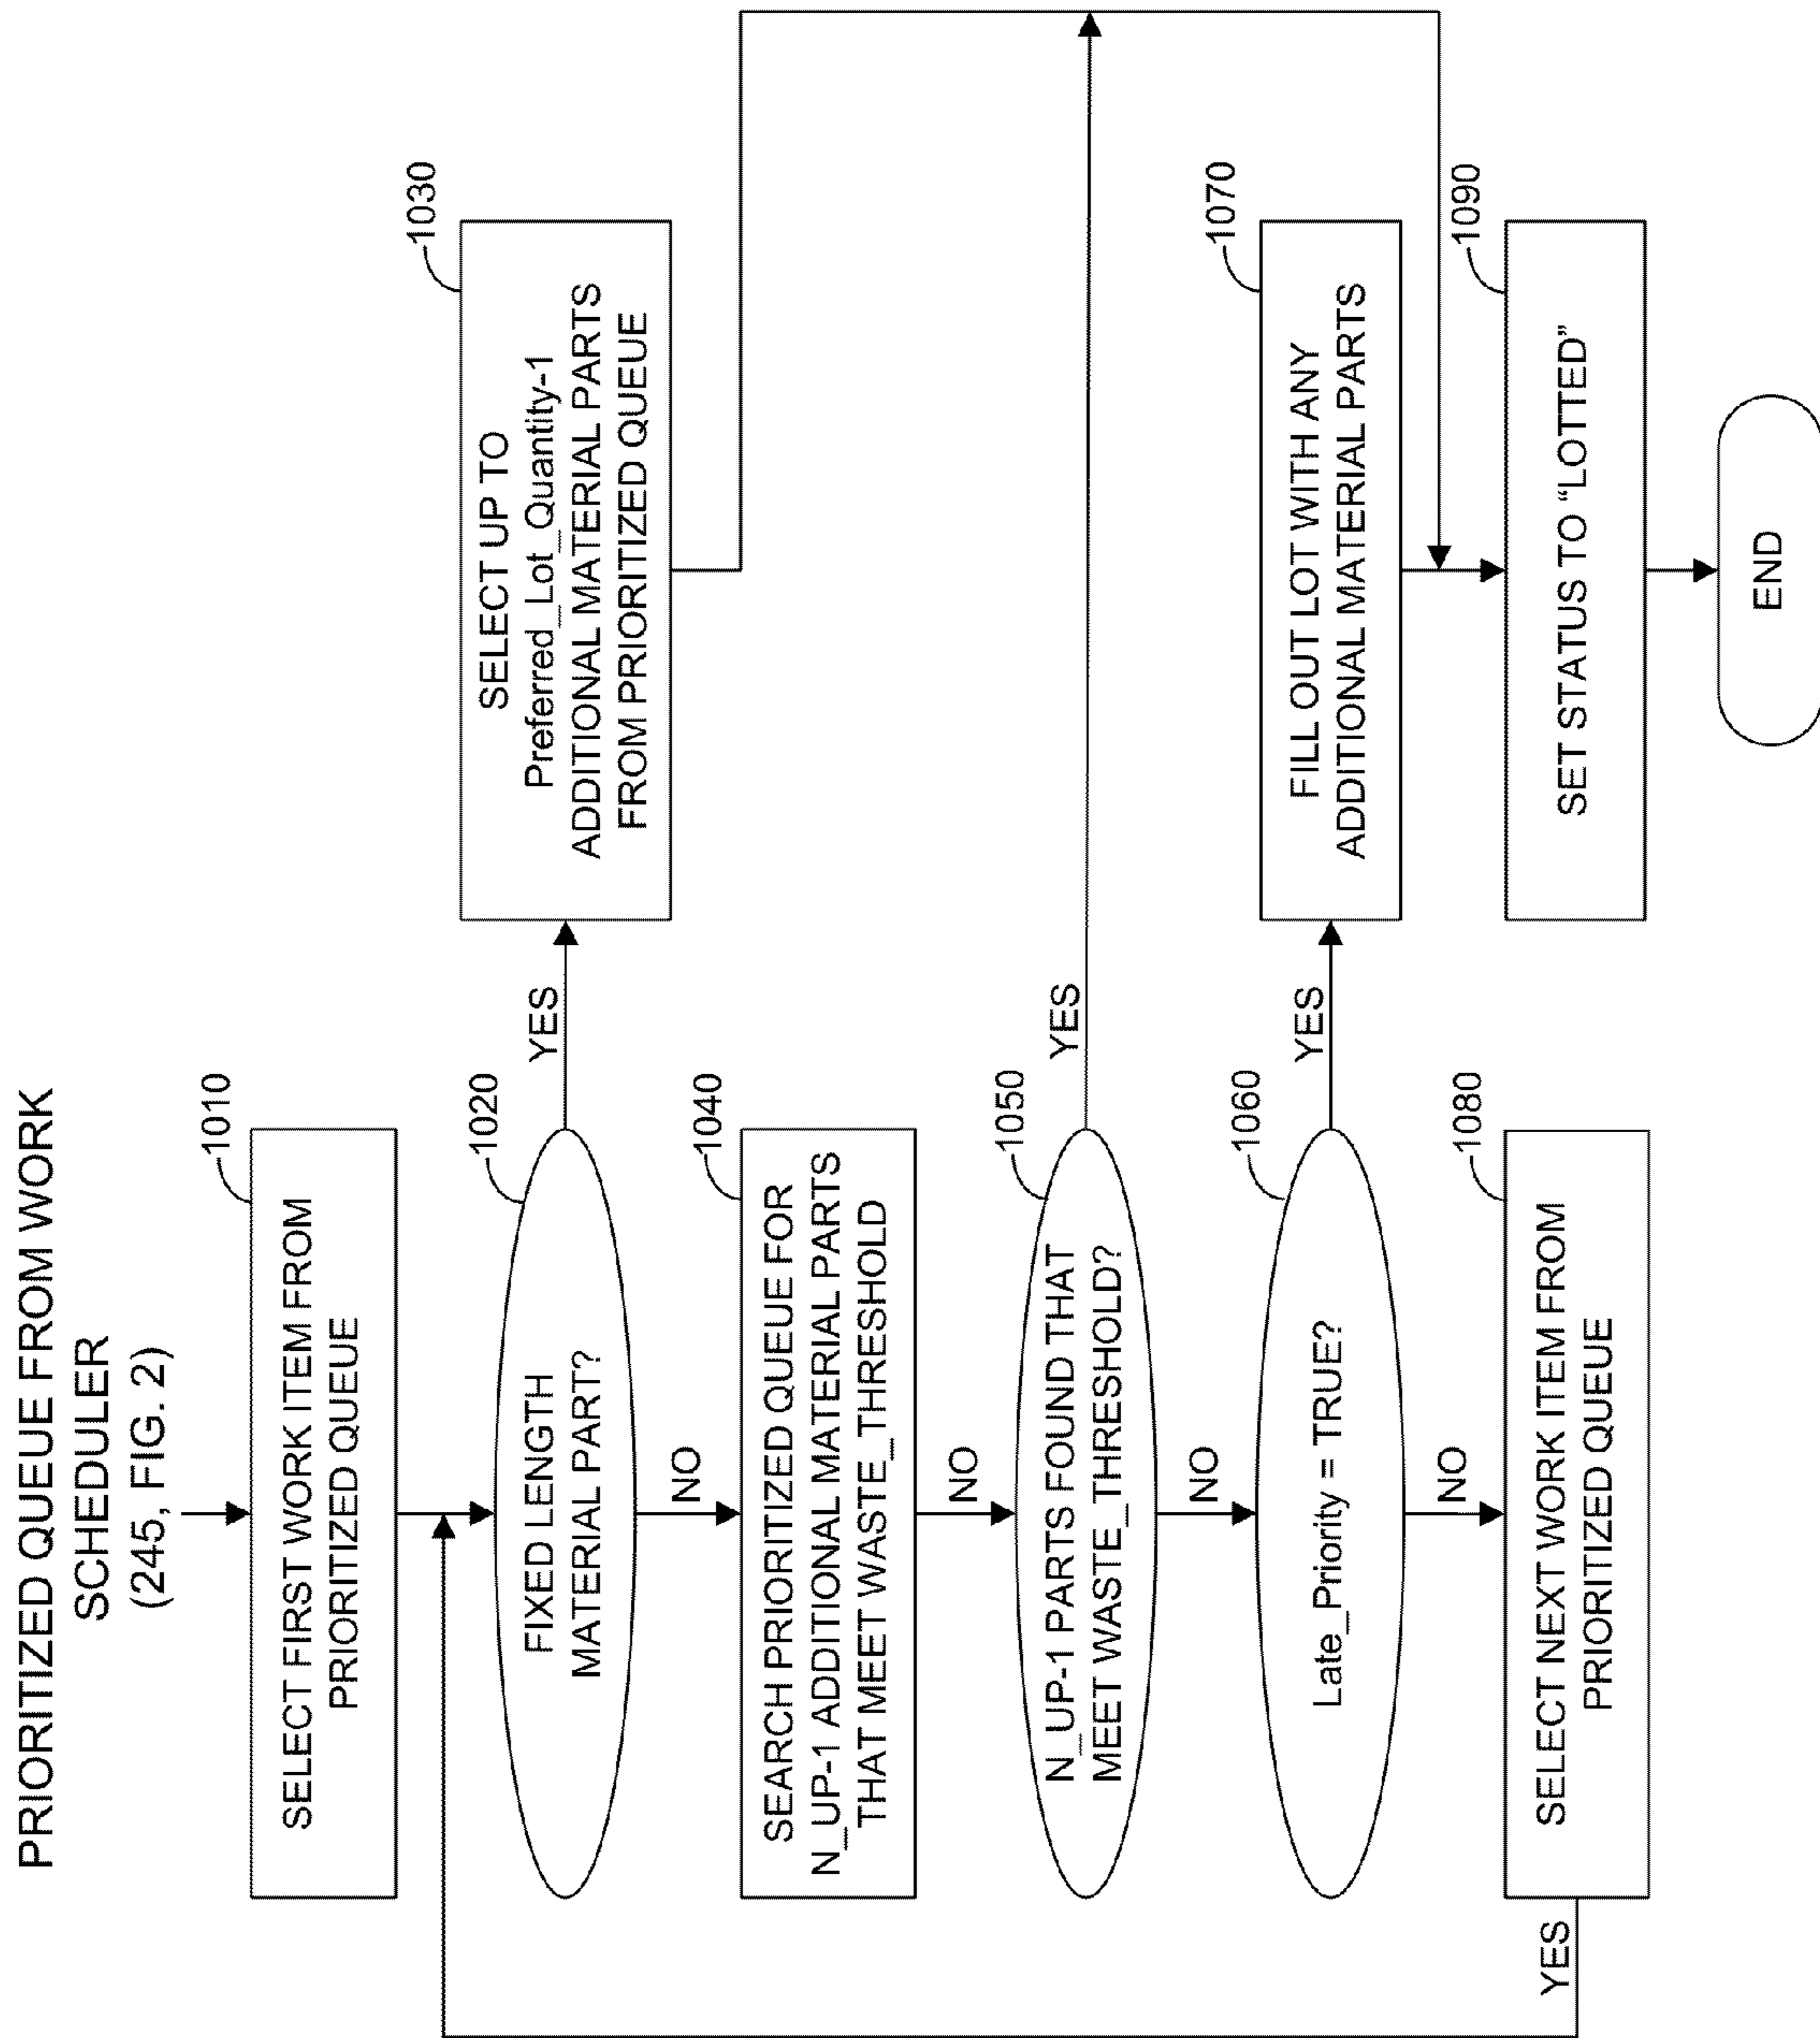 PRIORITIZED QUEUE FROM WORK
SCHEDULER
(245, FIG. 2)
1010
SELECT FIRST WORK ITEM FROM
PRIORITIZED QUEUE
1020
FIXED LENGTH
MATERIAL PART?
YES
1030
SELECT UP TO
Preferred_Lot_Quantity-1
ADDITIONAL MATERIAL PARTS
FROM PRIORITIZED QUEUE
NO
1040
SEARCH PRIORITIZED QUEUE FOR
N_UP-1 ADDITIONAL MATERIAL PARTS
THAT MEET WASTE_THRESHOLD
NO
1050
N_UP-1 PARTS FOUND THAT
MEET WASTE_THRESHOLD?
YES
NO
1060
Late_Priority = TRUE?
YES
1070
FILL OUT LOT WITH ANY
ADDITIONAL MATERIAL PARTS
NO
1080
SELECT NEXT WORK ITEM FROM
PRIORITIZED QUEUE
YES
1090
SET STATUS TO “LOTTED”
END